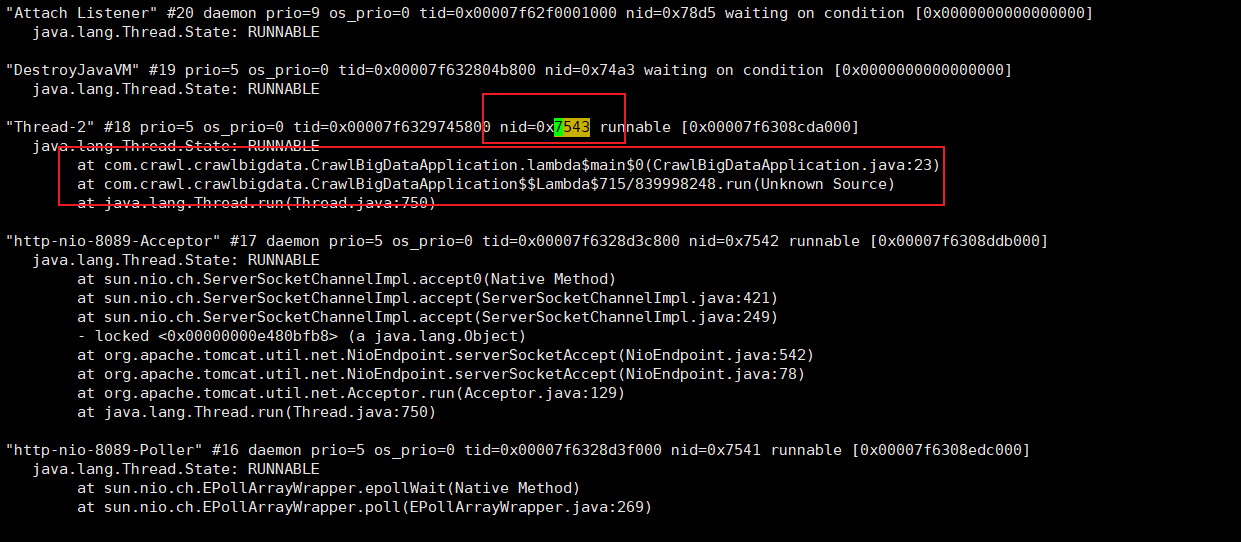 "Attach Listener" #20 daemon prio=9 os_prio=0 tid=0x00007f62f0001000 nid=0x78d5 waiting on condition [0x0000000000000000]
java.lang.Thread.State: RUNNABLE
"DestroyJavaVM" #19 prio=5 os_prio=0 tid=0x00007f632804b800 nid=0x74a3 waiting on condition [0x0000000000000000]
java.lang.Thread.State: RUNNABLE
"Thread-2" #18 prio=5 os_prio=0 tid=0x00007f6329745800 nid=0x7543 runnable [0x00007f6308cda000]
java.lang.Thread.State: RUNNABLE
at com.crawl.crawlbigdata.CrawlBigDataApplication.lambda$main$0(CrawlBigDataApplication.java:23)
at com.crawl.crawlbigdata.CrawlBigDataApplication$$Lambda$715/839998248.run(Unknown Source)
at java.lang.Thread.run(Thread.java:750)
"http-nio-8089-Acceptor" #17 daemon prio=5 os_prio=0 tid=0x00007f6328d3c800 nid=0x7542 runnable [0x00007f6308ddb000]
java.lang.Thread.State: RUNNABLE
at sun.nio.ch.ServerSocketChannelImpl.accept0(Native Method)
at sun.nio.ch.ServerSocketChannelImpl.accept(ServerSocketChannelImpl.java:421)
at sun.nio.ch.ServerSocketChannelImpl.accept(ServerSocketChannelImpl.java:249)
- locked <0x00000000e480bfb8> (a java.lang.Object)
at org.apache.tomcat.util.net.NioEndpoint.serverSocketAccept(NioEndpoint.java:542)
at org.apache.tomcat.util.net.NioEndpoint.serverSocketAccept(NioEndpoint.java:78)
at org.apache.tomcat.util.net.Acceptor.run(Acceptor.java:129)
at java.lang.Thread.run(Thread.java:750)
"http-nio-8089-Poller" #16 daemon prio=5 os_prio=0 tid=0x00007f6328d3f000 nid=0x7541 runnable [0x00007f6308edc000]
java.lang.Thread.State: RUNNABLE
at sun.nio.ch.EPollArrayWrapper.epollWait(Native Method)
at sun.nio.ch.EPollArrayWrapper.poll(EPollArrayWrapper.java:269)